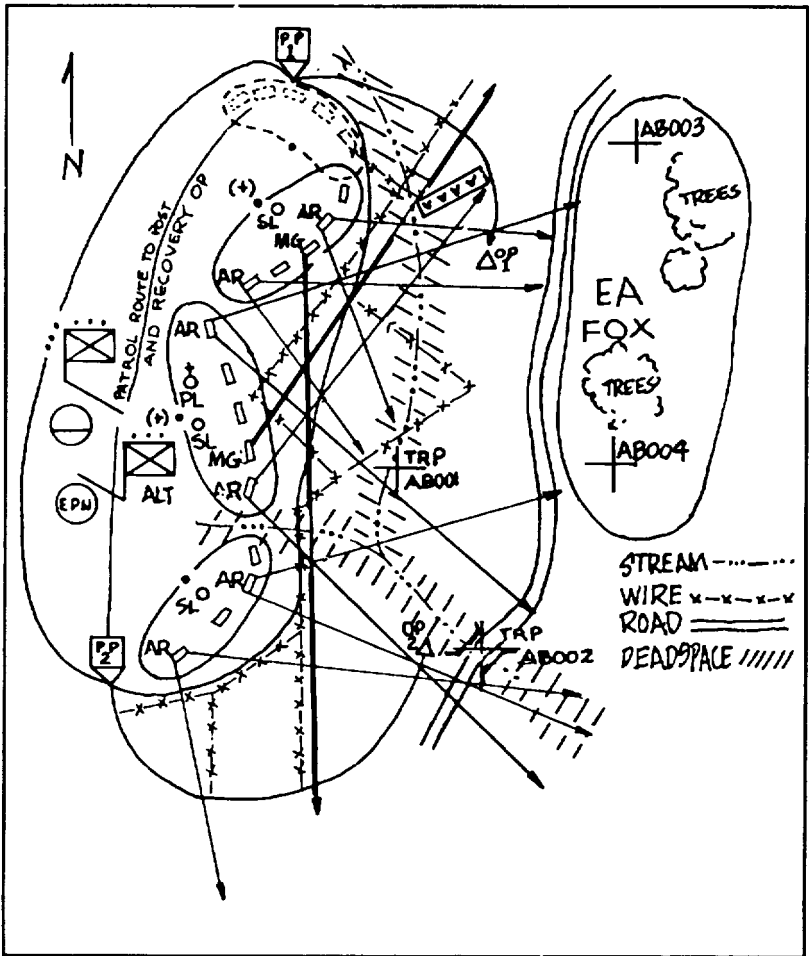 P P
1
N
PATROL ROUTE TO POST
AND RECOVERY OP
(+)
SL
AR
MG
AR
AR
+
PL
(+)
SL
MG
AR
ALT
EPW
AR
SL
AR
P P
2
OP
1
TRP
AB001
OP
2
TRP
AB002
AB003
TREES
EA
FOX
TREES
AB004
STREAM
WIRE x--x--x--x
ROAD
DEADSPACE //////